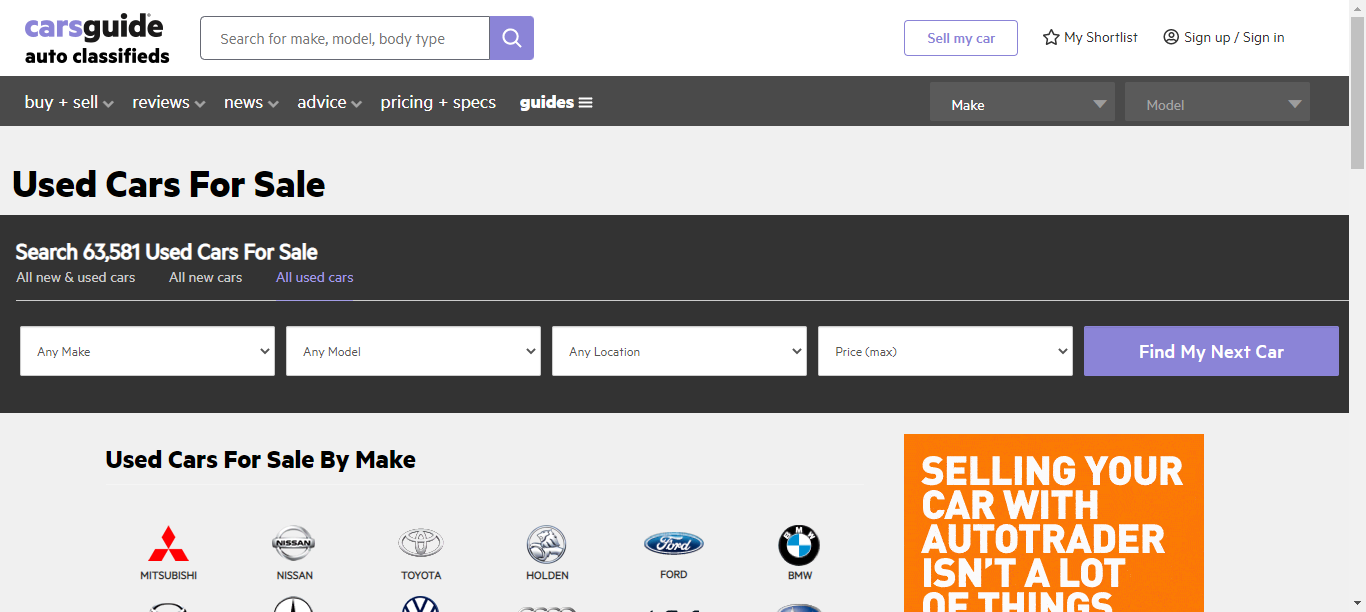 carsguide
auto classifieds
Search for make, model, body type
Sell my car
My Shortlist
Sign up / Sign in
buy + sell
reviews
news
advice
pricing + specs
guides
Make
Model
Used Cars For Sale
Search 63,581 Used Cars For Sale
All new & used cars
All new cars
All used cars
Any Make
Any Model
Any Location
Price (max)
Find My Next Car
Used Cars For Sale By Make
NISSAN
Ford
BMW
MITSUBISHI
NISSAN
TOYOTA
HOLDEN
FORD
BMW
SELLING YOUR
CAR WITH
AUTOTRADER
ISN'T A LOT
OF THINGS